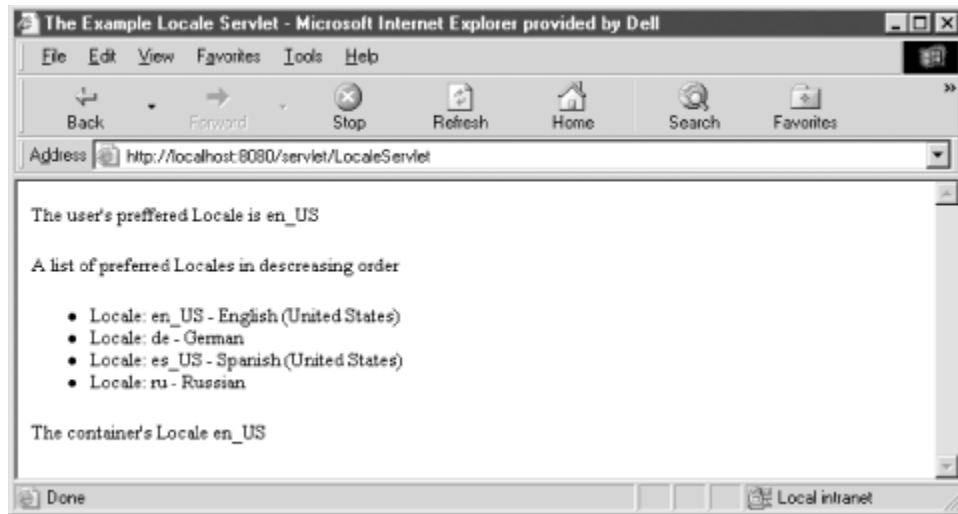 The Example Locale Servlet - Microsoft Internet Explorer provided by Dell
File Edit View Favorites Tools Help
Back Forward Stop Refresh Home Search Favorites »
Address http://localhost:8080/servlet/LocaleServlet
The user's preffered Locale is en_US
A list of preferred Locales in descreasing order
• Locale: en_US - English (United States)
• Locale: de - German
• Locale: es_US - Spanish (United States)
• Locale: ru - Russian
The container's Locale en_US
Done Local intranet